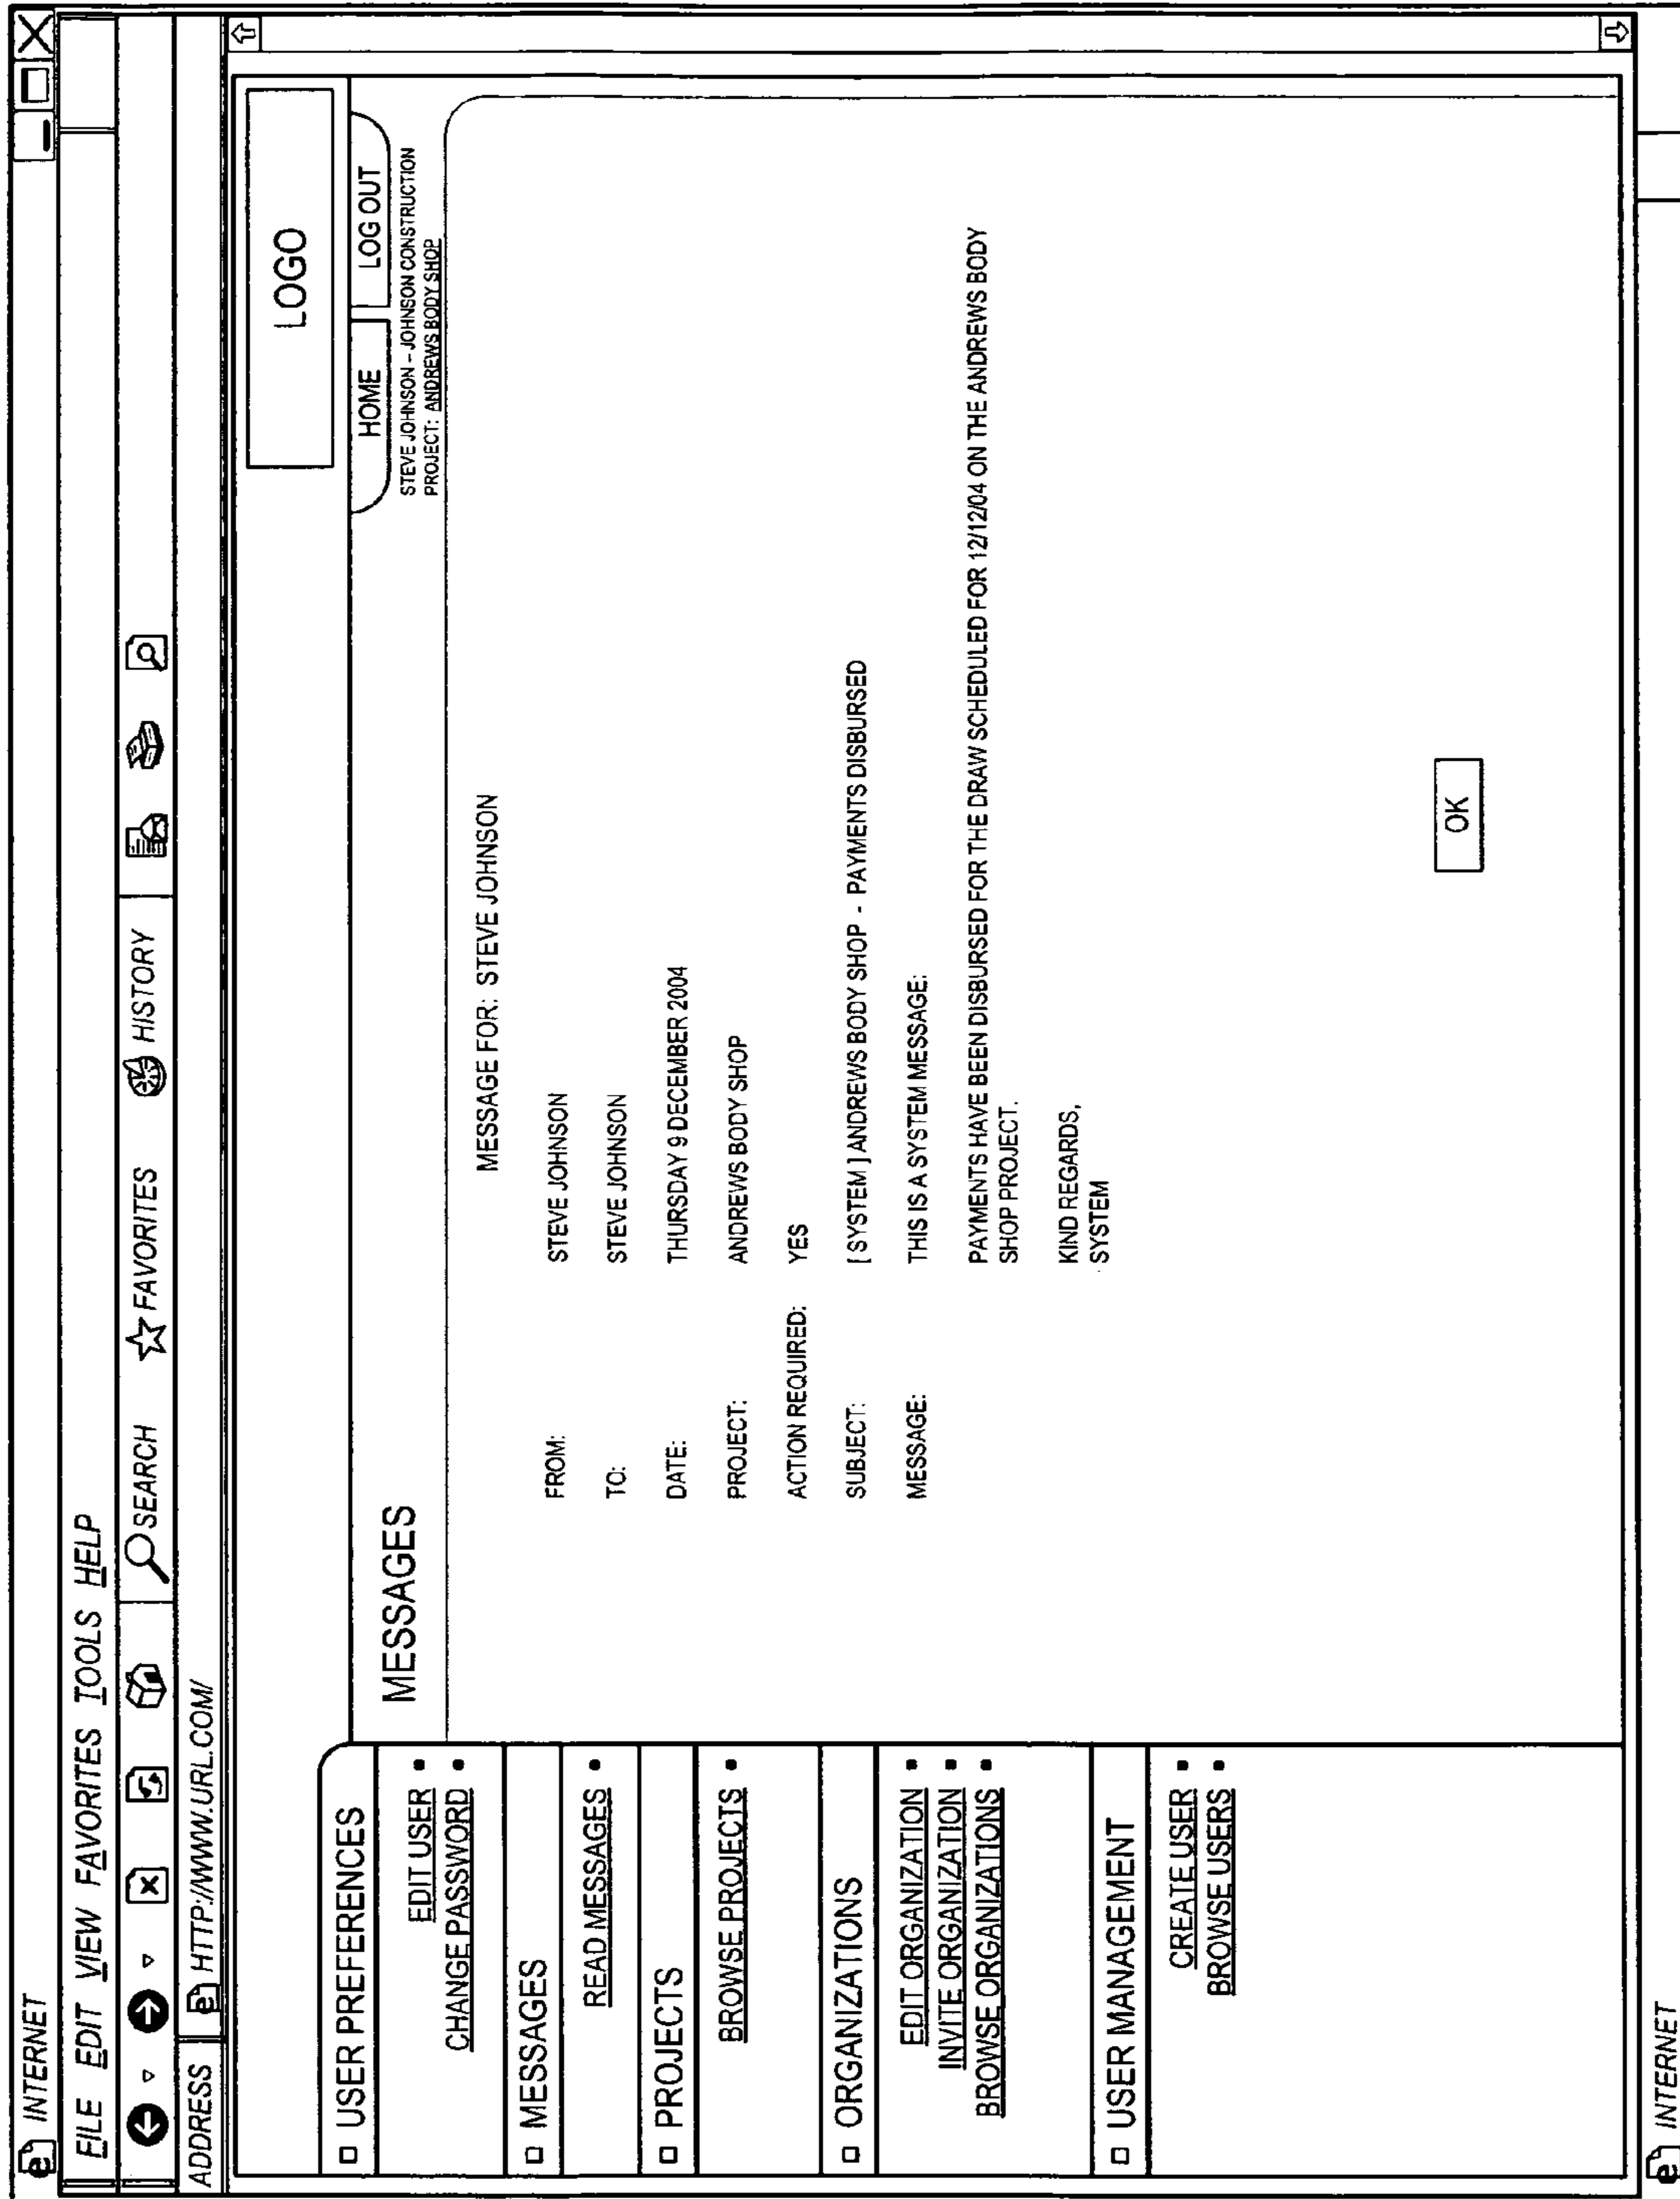 INTERNET
FILE EDIT VIEW FAVORITES TOOLS HELP
SEARCH FAVORITES HISTORY
ADDRESS HTTP://WWW.URL.COM/
LOGO
HOME LOG OUT
STEVE JOHNSON - JOHNSON CONSTRUCTION
PROJECT: ANDREWS BODY SHOP
USER PREFERENCES
EDIT USER
CHANGE PASSWORD
MESSAGES
READ MESSAGES
PROJECTS
BROWSE PROJECTS
ORGANIZATIONS
EDIT ORGANIZATION
INVITE ORGANIZATION
BROWSE ORGANIZATIONS
USER MANAGEMENT
CREATE USER
BROWSE USERS
MESSAGES
MESSAGE FOR: STEVE JOHNSON
FROM: STEVE JOHNSON
TO: STEVE JOHNSON
DATE: THURSDAY 9 DECEMBER 2004
PROJECT: ANDREWS BODY SHOP
ACTION REQUIRED: YES
SUBJECT: [SYSTEM] ANDREWS BODY SHOP - PAYMENTS DISBURSED
MESSAGE: THIS IS A SYSTEM MESSAGE:
PAYMENTS HAVE BEEN DISBURSED FOR THE DRAW SCHEDULED FOR 12/12/04 ON THE ANDREWS BODY
SHOP PROJECT.
KIND REGARDS,
SYSTEM
OK
INTERNET